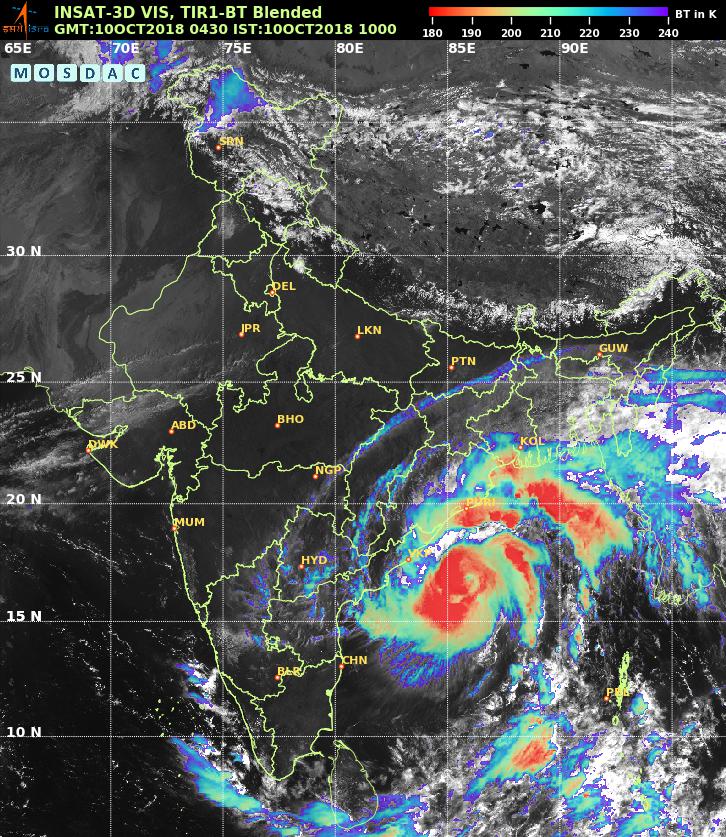 INSAT-3D VIS, TIR1-BT Blended
GMT:10OCT2018 0430 IST:10OCT2018 1000
BT in K
180 190 200 210 220 230 240
65E 70E 75E 80E 85E 90E
M O S D A C
SRN
30 N
DEL
JPR LKN
GUW
PTN
25 N
ABD BHO
DWK KOL
NGP
20 N PURI
MUM
HYD
15 N
CHN
BLR
10 N